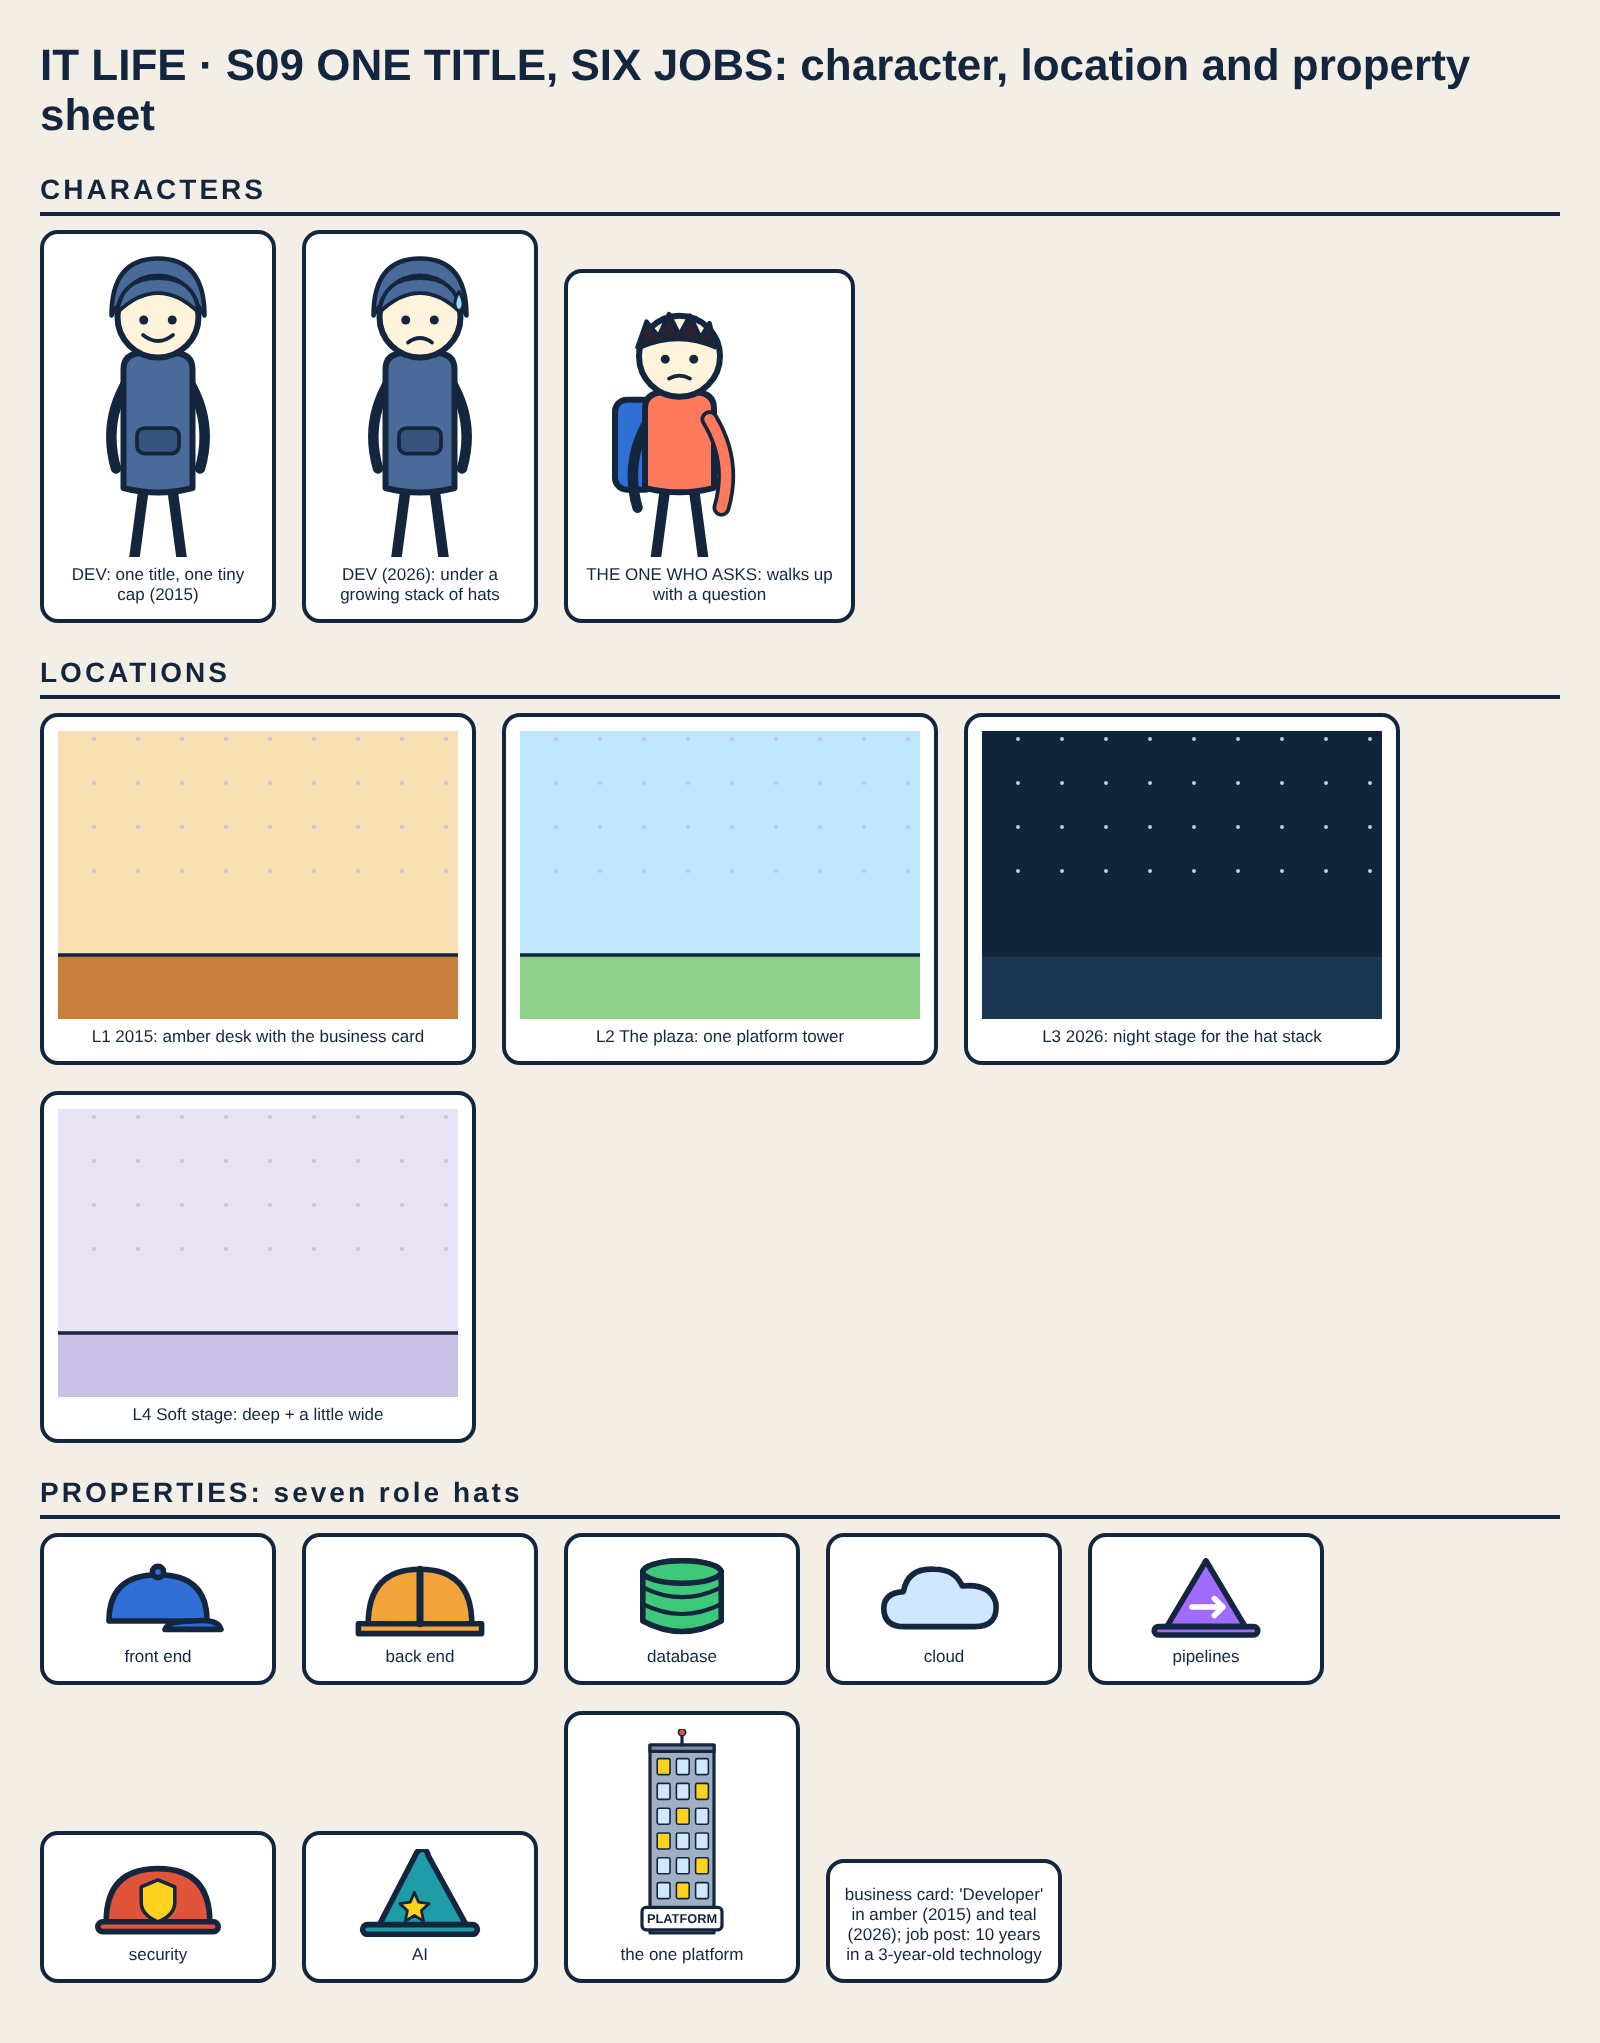 IT LIFE · S09 ONE TITLE, SIX JOBS: character, location and property
sheet
CHARACTERS
DEV: one title, one tiny
cap (2015)
DEV (2026): under a
growing stack of hats
THE ONE WHO ASKS: walks up
with a question
LOCATIONS
L1 2015: amber desk with the business card
L2 The plaza: one platform tower
L3 2026: night stage for the hat stack
L4 Soft stage: deep + a little wide
PROPERTIES: seven role hats
front end
back end
database
cloud
pipelines
security
AI
PLATFORM
the one platform
business card: 'Developer'
in amber (2015) and teal
(2026); job post: 10 years
in a 3-year-old technology